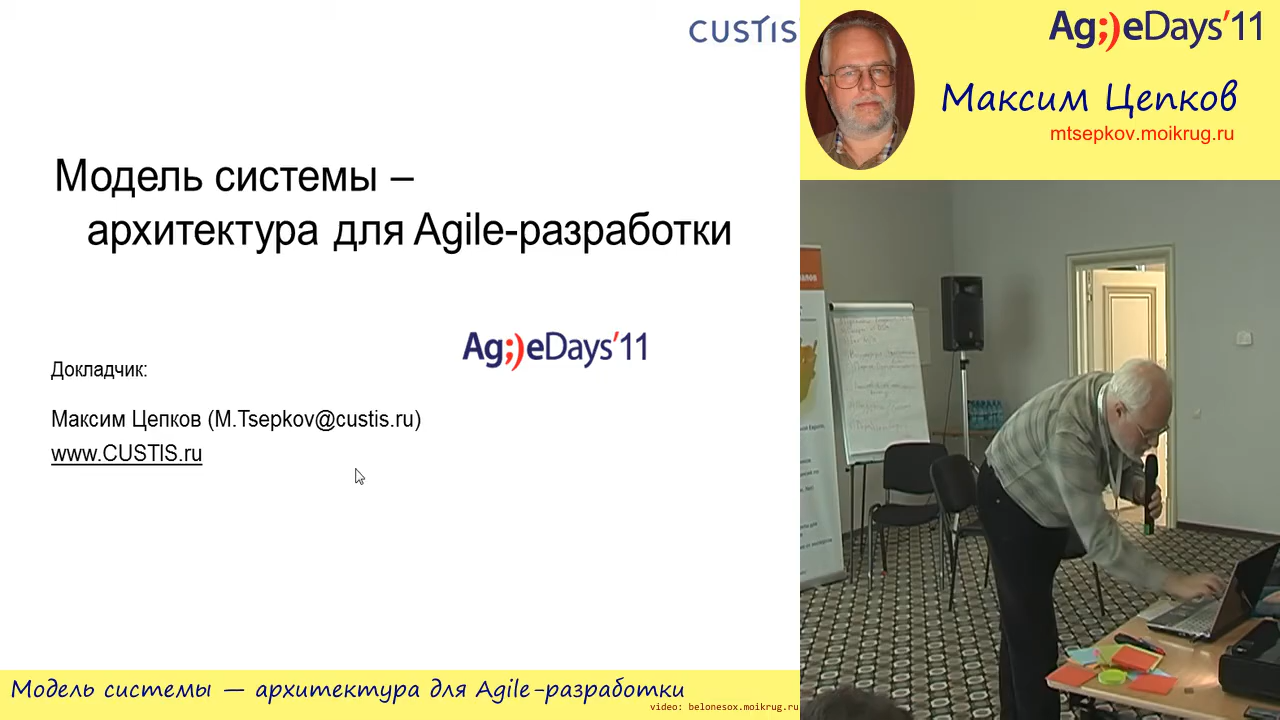 CUSTIS
Модель системы –
архитектура для Agile-разработки
Ag;)eDays'11
Докладчик:
Максим Цепков (M.Tsepkov@custis.ru)
www.CUSTIS.ru
Модель системы — архитектура для Agile-разработки
video: belonesox.moikrug.ru
Ag;)eDays'11
Максим Цепков
mtsepkov.moikrug.ru